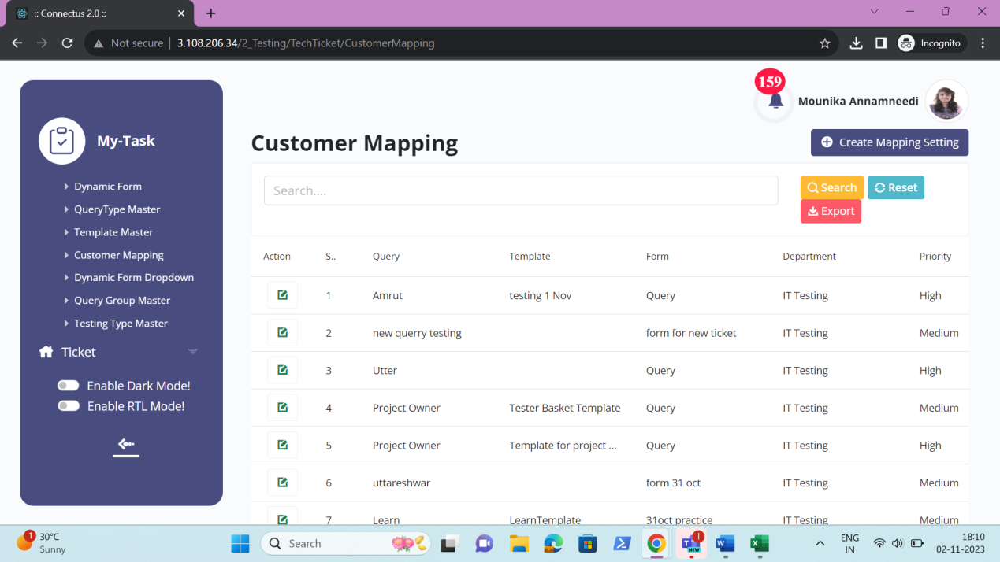 :: Connectus 2.0 ::
Not secure 3.108.206.34/2_Testing/TechTicket/CustomerMapping Incognito
159
Mounika Annamneedi
My-Task
Customer Mapping
Create Mapping Setting
Dynamic Form
QueryType Master
Template Master
Customer Mapping
Dynamic Form Dropdown
Query Group Master
Testing Type Master
Ticket
Enable Dark Mode!
Enable RTL Mode!
Search....
Search Reset
Export
Action S.. Query Template Form Department Priority
1 Amrut testing 1 Nov Query IT Testing High
2 new querry testing form for new ticket IT Testing Medium
3 Utter Query IT Testing High
4 Project Owner Tester Basket Template Query IT Testing Medium
5 Project Owner Template for project ... Query IT Testing High
6 uttareshwar form 31 oct IT Testing Medium
7 Learn LearnTemplate 31oct practice IT Testing Medium
1
30°C
Sunny
Search
1
T
NEW
W
X
ENG
IN
18:10
02-11-2023